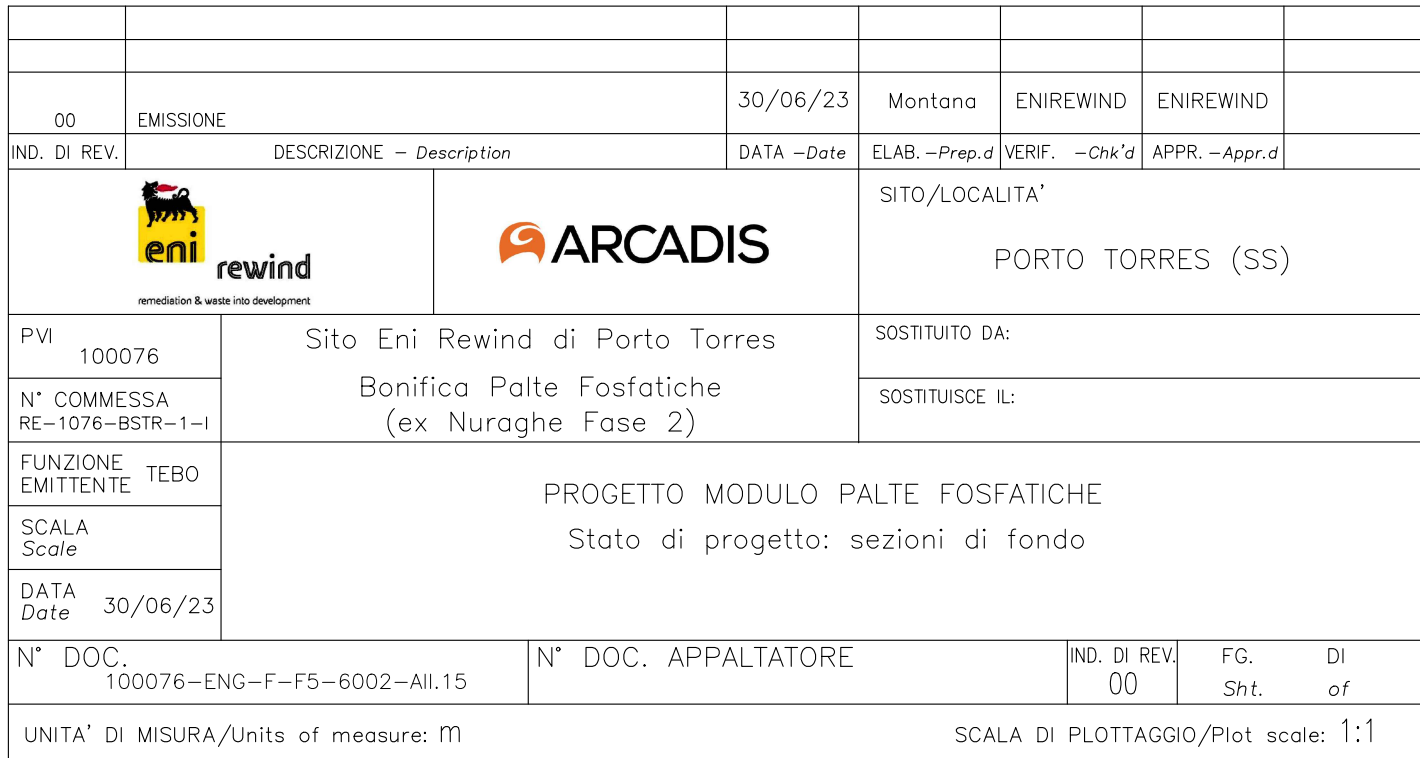 00 EMISSIONE 30/06/23 Montana ENIREWIND ENIREWIND
IND. DI REV. DESCRIZIONE – Description DATA –Date ELAB.–Prep.d VERIF. –Chk'd APPR.–Appr.d
eni rewind
remediation & waste into development
ARCADIS
SITO/LOCALITA'
PORTO TORRES (SS)
PVI
100076
Sito Eni Rewind di Porto Torres
Bonifica Palte Fosfatiche
(ex Nuraghe Fase 2)
SOSTITUITO DA:
N° COMMESSA
RE–1076–BSTR–1–I
SOSTITUISCE IL:
FUNZIONE
EMITTENTE TEBO
PROGETTO MODULO PALTE FOSFATICHE
Stato di progetto: sezioni di fondo
SCALA
Scale
DATA
Date 30/06/23
N° DOC.
100076–ENG–F–F5–6002–All.15
N° DOC. APPALTATORE
IND. DI REV.
00
FG. DI
Sht. of
UNITA' DI MISURA/Units of measure: m
SCALA DI PLOTTAGGIO/Plot scale: 1:1